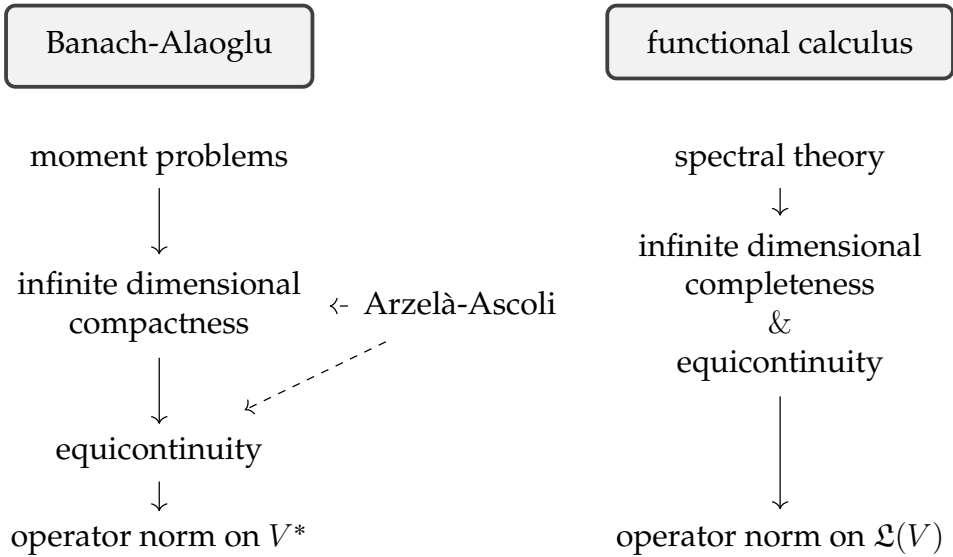 Banach-Alaoglu
functional calculus
moment problems
spectral theory
infinite dimensional
compactness
Arzelà-Ascoli
infinite dimensional
completeness
&
equicontinuity
equicontinuity
operator norm on V*
operator norm on 𝔏(V)